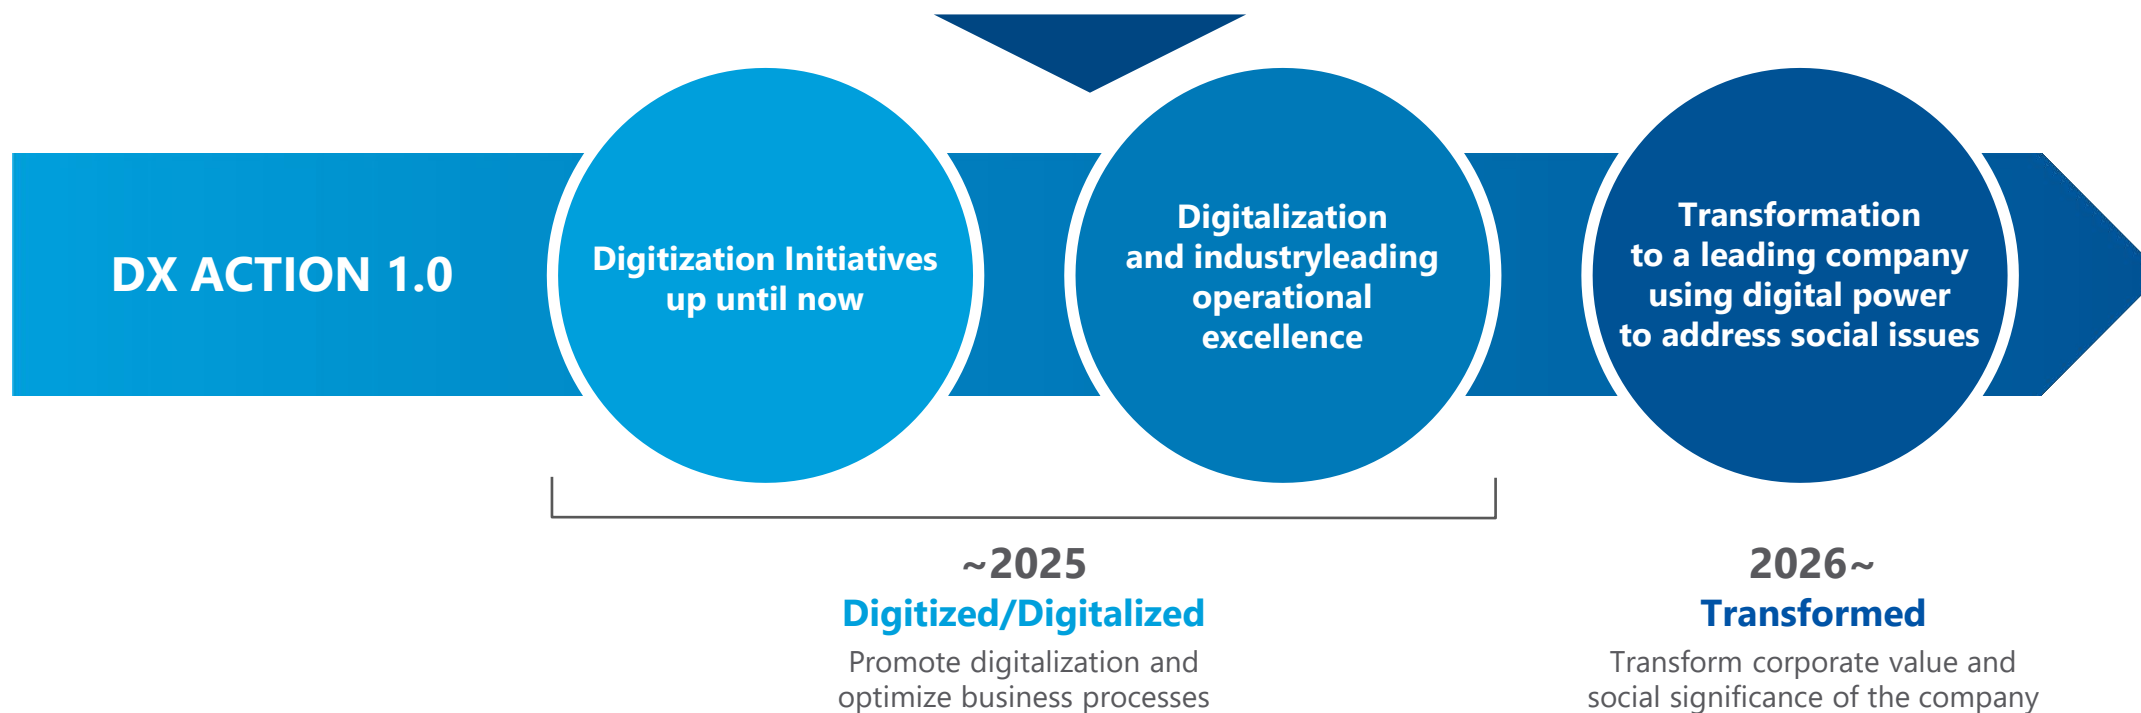 DX ACTION 1.0
Digitization Initiatives
up until now
Digitalization
and industryleading
operational
excellence
Transformation
to a leading company
using digital power
to address social issues
~2025
Digitized/Digitalized
Promote digitalization and
optimize business processes
2026~
Transformed
Transform corporate value and
social significance of the company